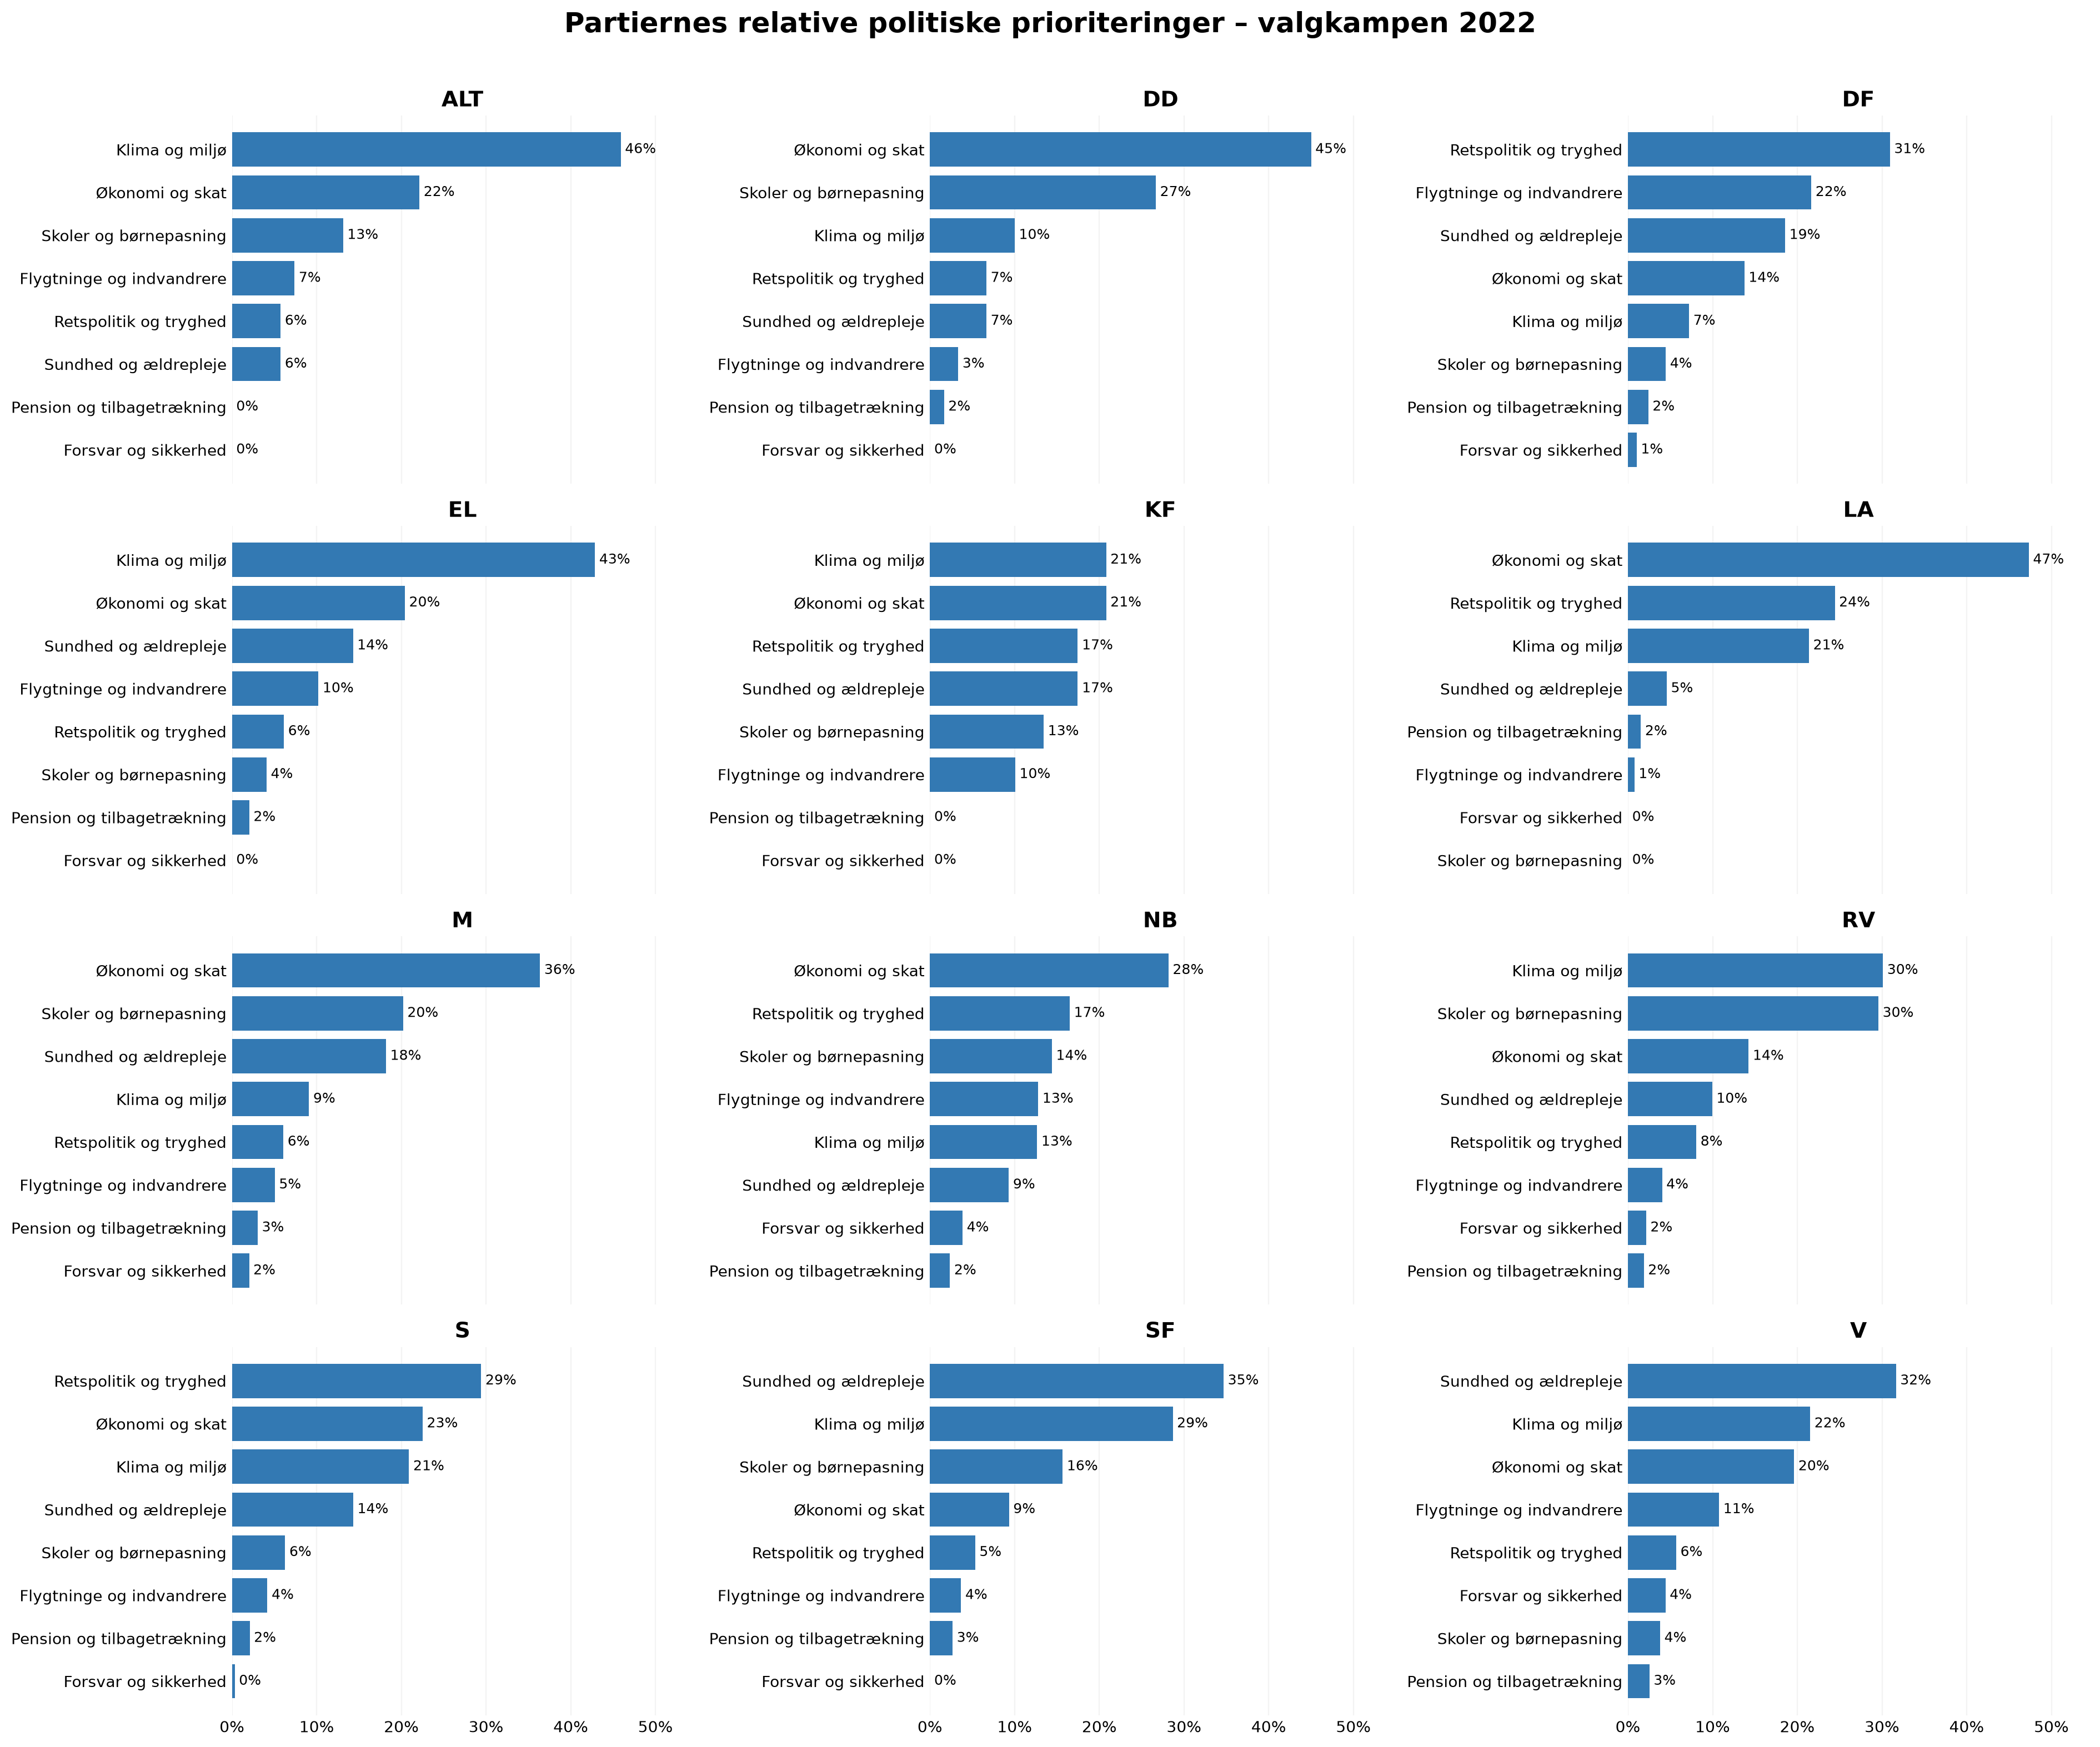 Partiernes relative politiske prioriteringer – valgkampen 2022
ALT
Klima og miljø 46%
Økonomi og skat 22%
Skoler og børnepasning 13%
Flygtninge og indvandrere 7%
Retspolitik og tryghed 6%
Sundhed og ældrepleje 6%
Pension og tilbagetrækning 0%
Forsvar og sikkerhed 0%
DD
Økonomi og skat 45%
Skoler og børnepasning 27%
Klima og miljø 10%
Retspolitik og tryghed 7%
Sundhed og ældrepleje 7%
Flygtninge og indvandrere 3%
Pension og tilbagetrækning 2%
Forsvar og sikkerhed 0%
DF
Retspolitik og tryghed 31%
Flygtninge og indvandrere 22%
Sundhed og ældrepleje 19%
Økonomi og skat 14%
Klima og miljø 7%
Skoler og børnepasning 4%
Pension og tilbagetrækning 2%
Forsvar og sikkerhed 1%
EL
Klima og miljø 43%
Økonomi og skat 20%
Sundhed og ældrepleje 14%
Flygtninge og indvandrere 10%
Retspolitik og tryghed 6%
Skoler og børnepasning 4%
Pension og tilbagetrækning 2%
Forsvar og sikkerhed 0%
KF
Klima og miljø 21%
Økonomi og skat 21%
Retspolitik og tryghed 17%
Sundhed og ældrepleje 17%
Skoler og børnepasning 13%
Flygtninge og indvandrere 10%
Pension og tilbagetrækning 0%
Forsvar og sikkerhed 0%
LA
Økonomi og skat 47%
Retspolitik og tryghed 24%
Klima og miljø 21%
Sundhed og ældrepleje 5%
Pension og tilbagetrækning 2%
Flygtninge og indvandrere 1%
Forsvar og sikkerhed 0%
Skoler og børnepasning 0%
M
Økonomi og skat 36%
Skoler og børnepasning 20%
Sundhed og ældrepleje 18%
Klima og miljø 9%
Retspolitik og tryghed 6%
Flygtninge og indvandrere 5%
Pension og tilbagetrækning 3%
Forsvar og sikkerhed 2%
NB
Økonomi og skat 28%
Retspolitik og tryghed 17%
Skoler og børnepasning 14%
Flygtninge og indvandrere 13%
Klima og miljø 13%
Sundhed og ældrepleje 9%
Forsvar og sikkerhed 4%
Pension og tilbagetrækning 2%
RV
Klima og miljø 30%
Skoler og børnepasning 30%
Økonomi og skat 14%
Sundhed og ældrepleje 10%
Retspolitik og tryghed 8%
Flygtninge og indvandrere 4%
Forsvar og sikkerhed 2%
Pension og tilbagetrækning 2%
S
Retspolitik og tryghed 29%
Økonomi og skat 23%
Klima og miljø 21%
Sundhed og ældrepleje 14%
Skoler og børnepasning 6%
Flygtninge og indvandrere 4%
Pension og tilbagetrækning 2%
Forsvar og sikkerhed 0%
0% 10% 20% 30% 40% 50%
SF
Sundhed og ældrepleje 35%
Klima og miljø 29%
Skoler og børnepasning 16%
Økonomi og skat 9%
Retspolitik og tryghed 5%
Flygtninge og indvandrere 4%
Pension og tilbagetrækning 3%
Forsvar og sikkerhed 0%
0% 10% 20% 30% 40% 50%
V
Sundhed og ældrepleje 32%
Klima og miljø 22%
Økonomi og skat 20%
Flygtninge og indvandrere 11%
Retspolitik og tryghed 6%
Forsvar og sikkerhed 4%
Skoler og børnepasning 4%
Pension og tilbagetrækning 3%
0% 10% 20% 30% 40% 50%